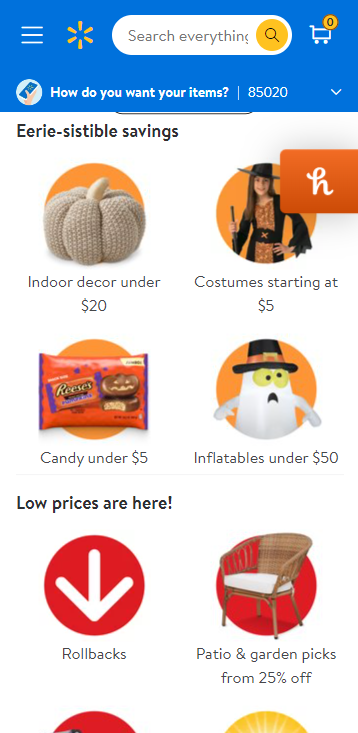 Search everything
0
How do you want your items? | 85020
Eerie-sistible savings
Indoor decor under
$20
Costumes starting at
$5
Reese's
Candy under $5
Inflatables under $50
Low prices are here!
Rollbacks
Patio & garden picks
from 25% off